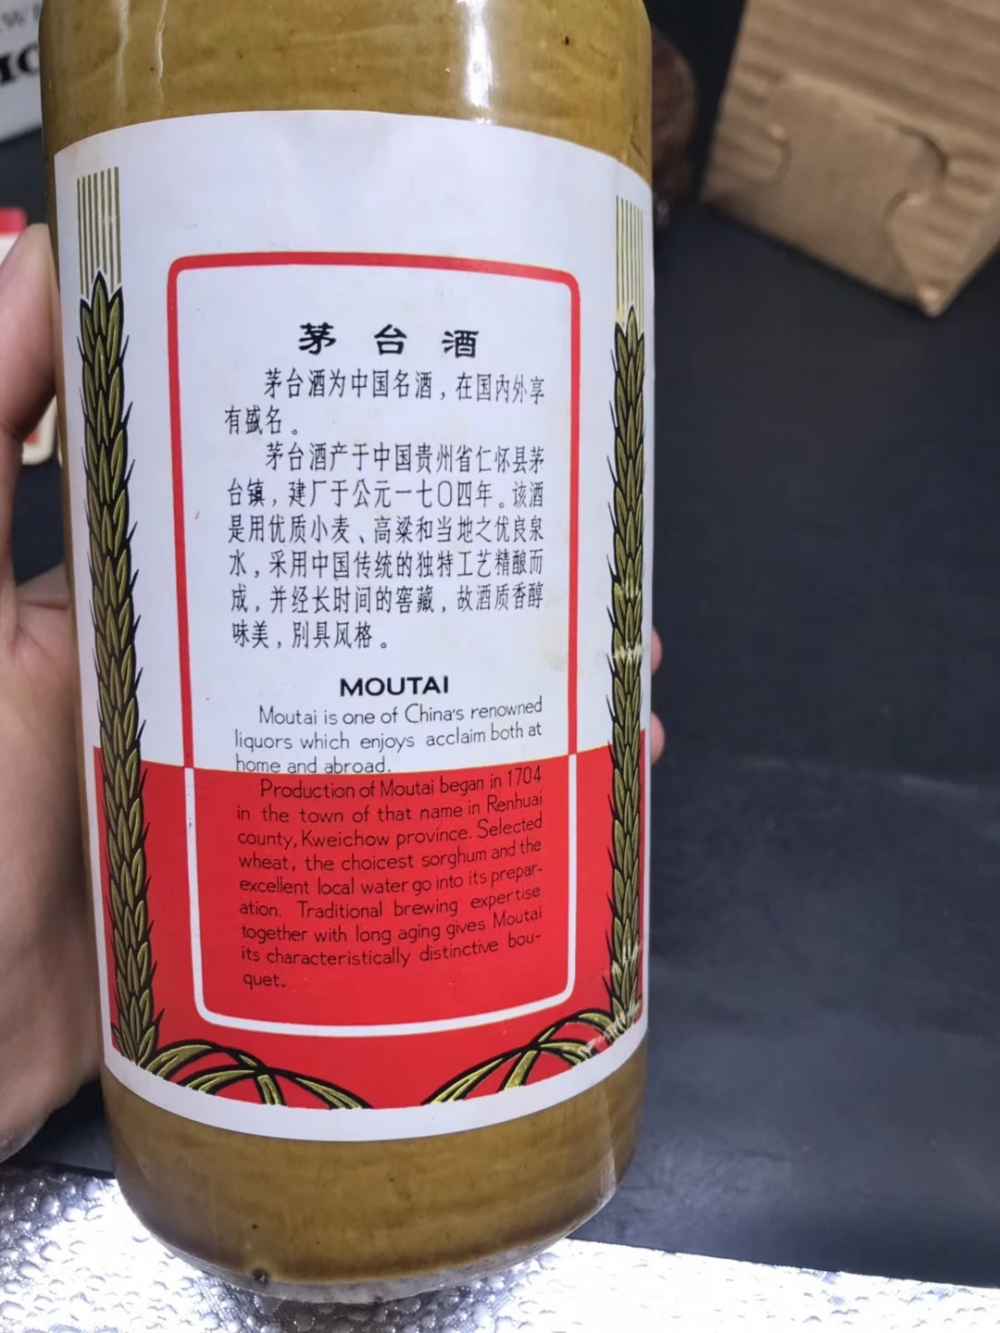 茅台酒
茅台酒为中国名酒，在国内外享
有盛名。
茅台酒产于中国贵州省仁怀县茅
台镇，建厂于公元一七〇四年。该酒
是用优质小麦、高粱和当地之优良泉
水，采用中国传统的独特工艺精酿而
成，并经长时间的窖藏，故酒质香醇
味美，別具风格。
MOUTAI
Moutai is one of China's renowned
liquors which enjoys acclaim both at
home and abroad.
Production of Moutai began in 1704
in the town of that name in Renhuai
county, Kweichow province. Selected
wheat, the choicest sorghum and the
excellent local water go into its prepar-
ation. Traditional brewing expertise
together with long aging gives Moutai
its characteristically distinctive bou-
quet.